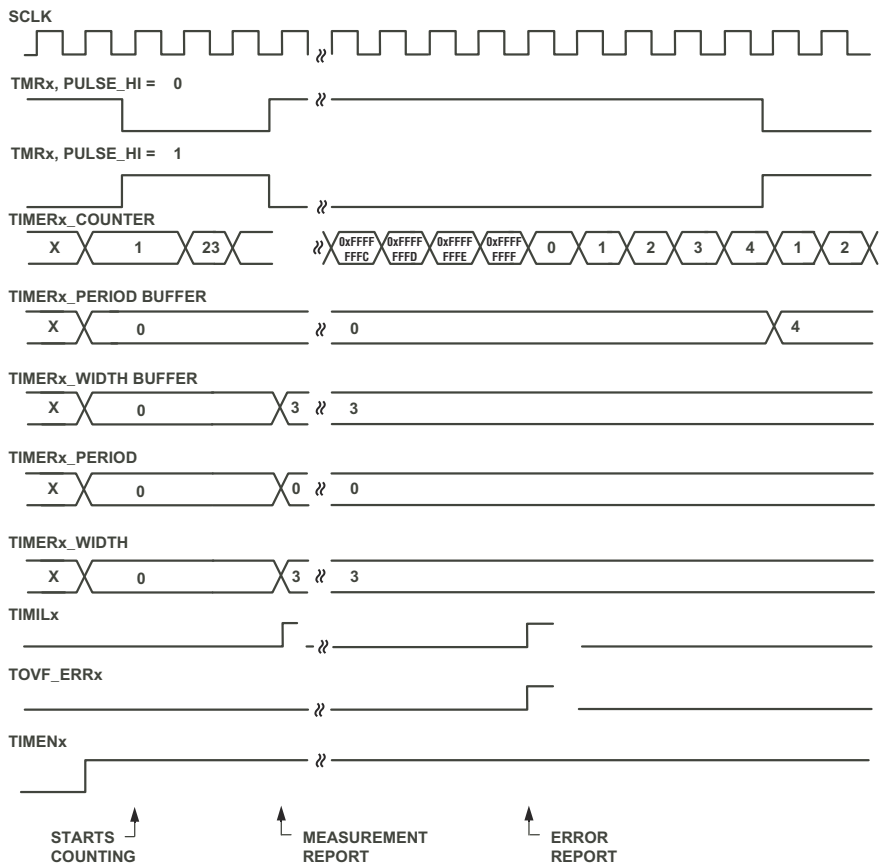 SCLK
TMRx, PULSE_HI = 0
TMRx, PULSE_HI = 1
TIMERx_COUNTER
X 1 23 0xFFFF FFFC 0xFFFF FFFD 0xFFFF FFFE 0xFFFF FFFF 0 1 2 3 4 1 2
TIMERx_PERIOD BUFFER
X 0 0 4
TIMERx_WIDTH BUFFER
X 0 3 3
TIMERx_PERIOD
X 0 0 0
TIMERx_WIDTH
X 0 3 3
TIMILx
TOVF_ERRx
TIMENx
STARTS COUNTING
MEASUREMENT REPORT
ERROR REPORT